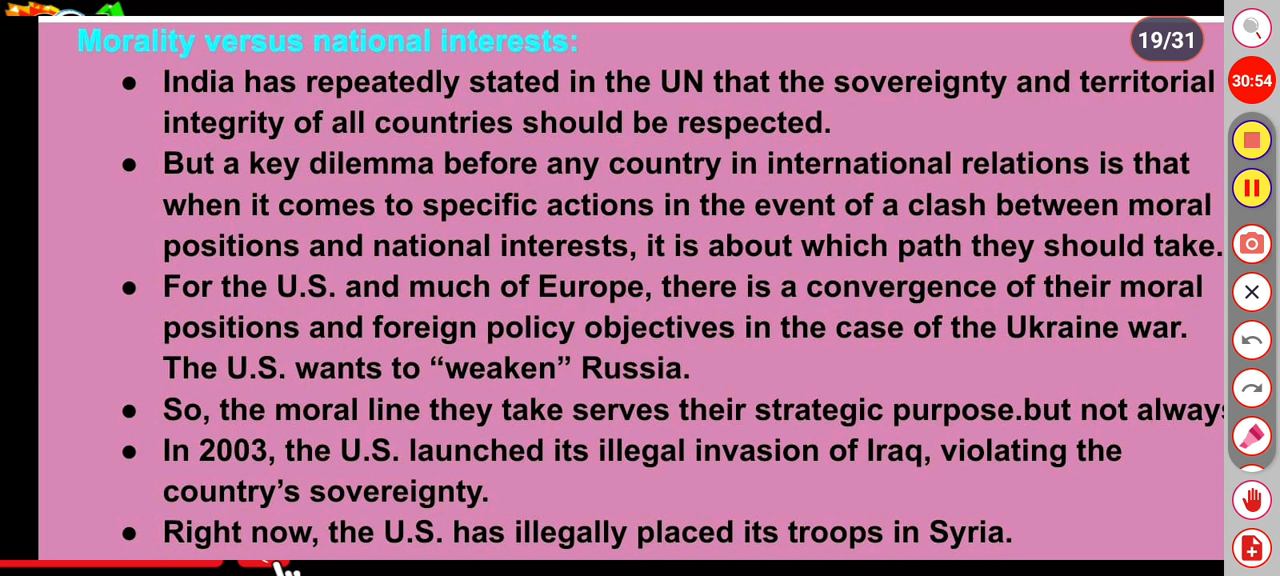 Morality versus national interests:
19/31
● India has repeatedly stated in the UN that the sovereignty and territorial
integrity of all countries should be respected.
30:54
● But a key dilemma before any country in international relations is that
when it comes to specific actions in the event of a clash between moral
positions and national interests, it is about which path they should take.
● For the U.S. and much of Europe, there is a convergence of their moral
positions and foreign policy objectives in the case of the Ukraine war.
The U.S. wants to “weaken” Russia.
● So, the moral line they take serves their strategic purpose.but not always
● In 2003, the U.S. launched its illegal invasion of Iraq, violating the
country’s sovereignty.
● Right now, the U.S. has illegally placed its troops in Syria.